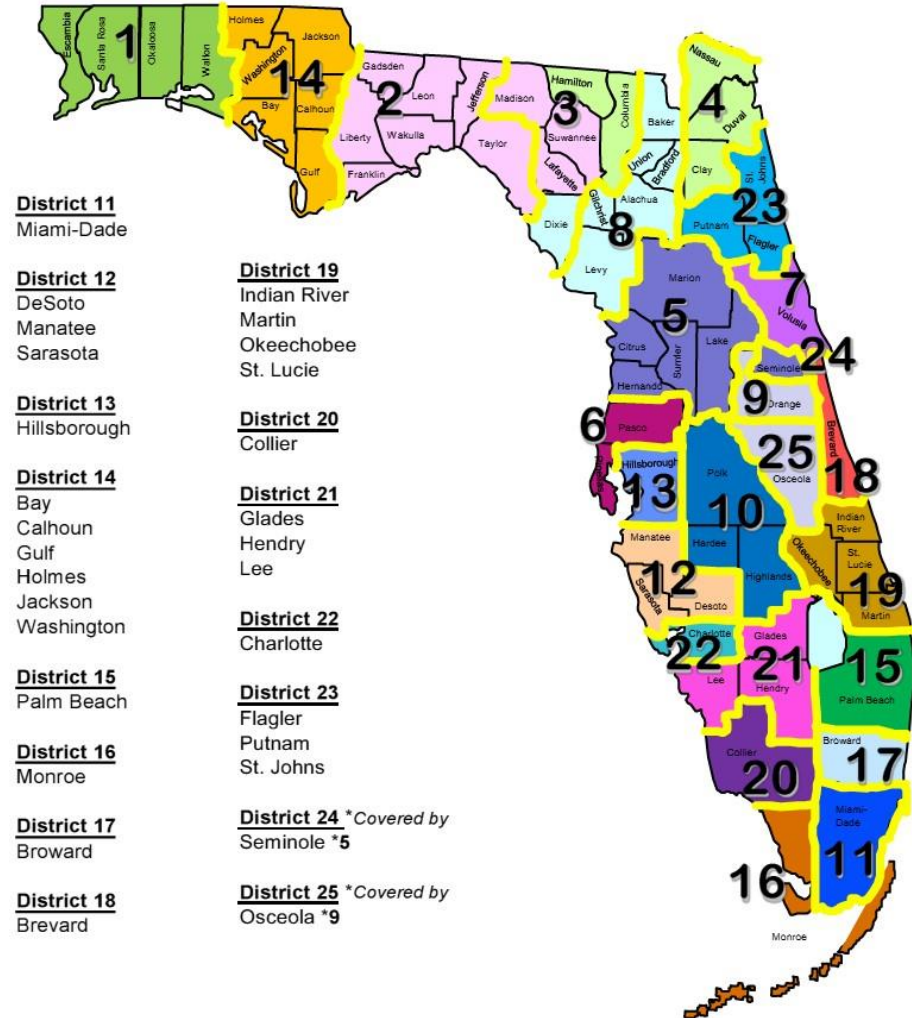 District 11
Miami-Dade
District 12
DeSoto
Manatee
Sarasota
District 13
Hillsborough
District 14
Bay
Calhoun
Gulf
Holmes
Jackson
Washington
District 15
Palm Beach
District 16
Monroe
District 17
Broward
District 18
Brevard
District 19
Indian River
Martin
Okeechobee
St. Lucie
District 20
Collier
District 21
Glades
Hendry
Lee
District 22
Charlotte
District 23
Flagler
Putnam
St. Johns
District 24 *Covered by
Seminole *5
District 25 *Covered by
Osceola *9
Escambia
Santa Rosa
1
Okaloosa
Walton
Holmes
Jackson
Washington
14
Bay
Calhoun
Gulf
Gadsden
2
Leon
Jefferson
Liberty
Wakulla
Franklin
Madison
Taylor
Hamilton
3
Suwannee
Columbia
Lafayette
Baker
Union
Bradford
Nassau
4
Duval
Clay
St.
Johns
23
Putnam
Flagler
Dixie
Gilchrist
Alachua
8
Levy
Marion
5
Citrus
Sumter
Lake
Hernando
7
Volusia
24
Seminole
9
Orange
6
Pasco
Hillsborough
13
Polk
10
25
Osceola
Brevard
18
Manatee
Hardee
Highlands
12
Sarasota
Desoto
Okeechobee
Indian
River
St.
Lucie
19
Martin
Charlotte
22
Glades
21
Lee
Hendry
15
Palm Beach
Collier
20
Broward
17
Miami-
Dade
11
16
Monroe